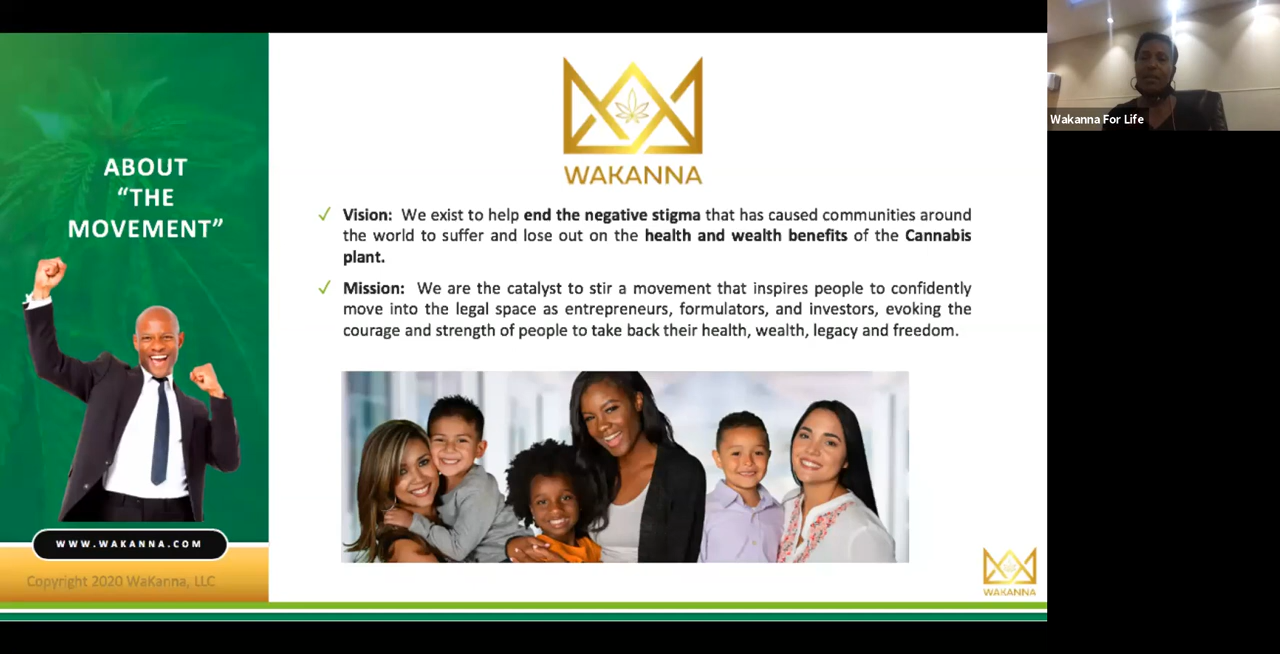 ABOUT
“THE
MOVEMENT”
WWW.WAKANNA.COM
Copyright 2020 WaKanna, LLC
WAKANNA
Vision: We exist to help end the negative stigma that has caused communities around
the world to suffer and lose out on the health and wealth benefits of the Cannabis
plant.
Mission: We are the catalyst to stir a movement that inspires people to confidently
move into the legal space as entrepreneurs, formulators, and investors, evoking the
courage and strength of people to take back their health, wealth, legacy and freedom.
WAKANNA
Wakanna For Life